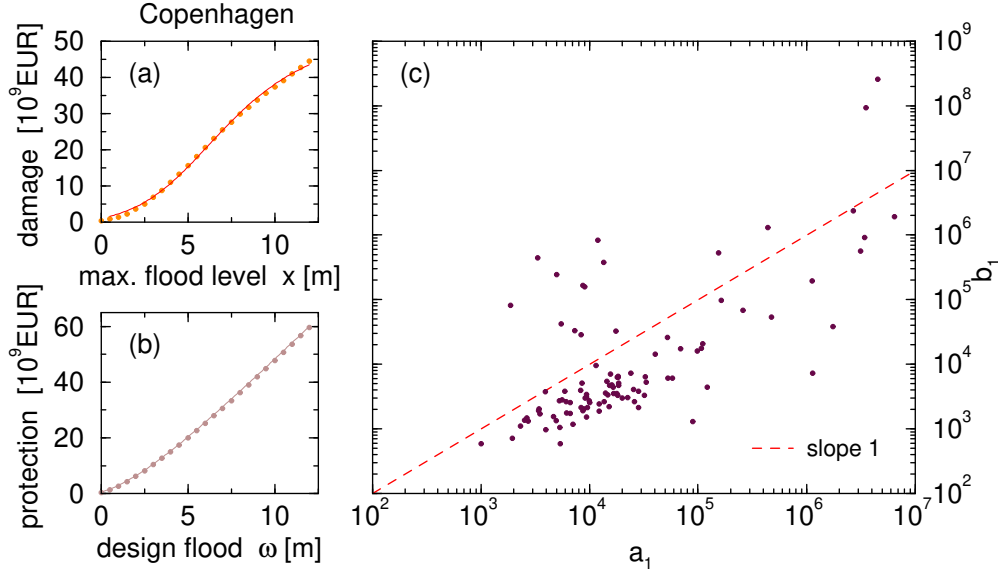 Copenhagen
(a)
damage [10^9EUR]
50
40
30
20
10
0
0 5 10
max. flood level x [m]
(b)
protection [10^9EUR]
60
40
20
0
0 5 10
design flood ω [m]
(c)
b_1
10^9
10^8
10^7
10^6
10^5
10^4
10^3
10^2
slope 1
10^2 10^3 10^4 10^5 10^6 10^7
a_1